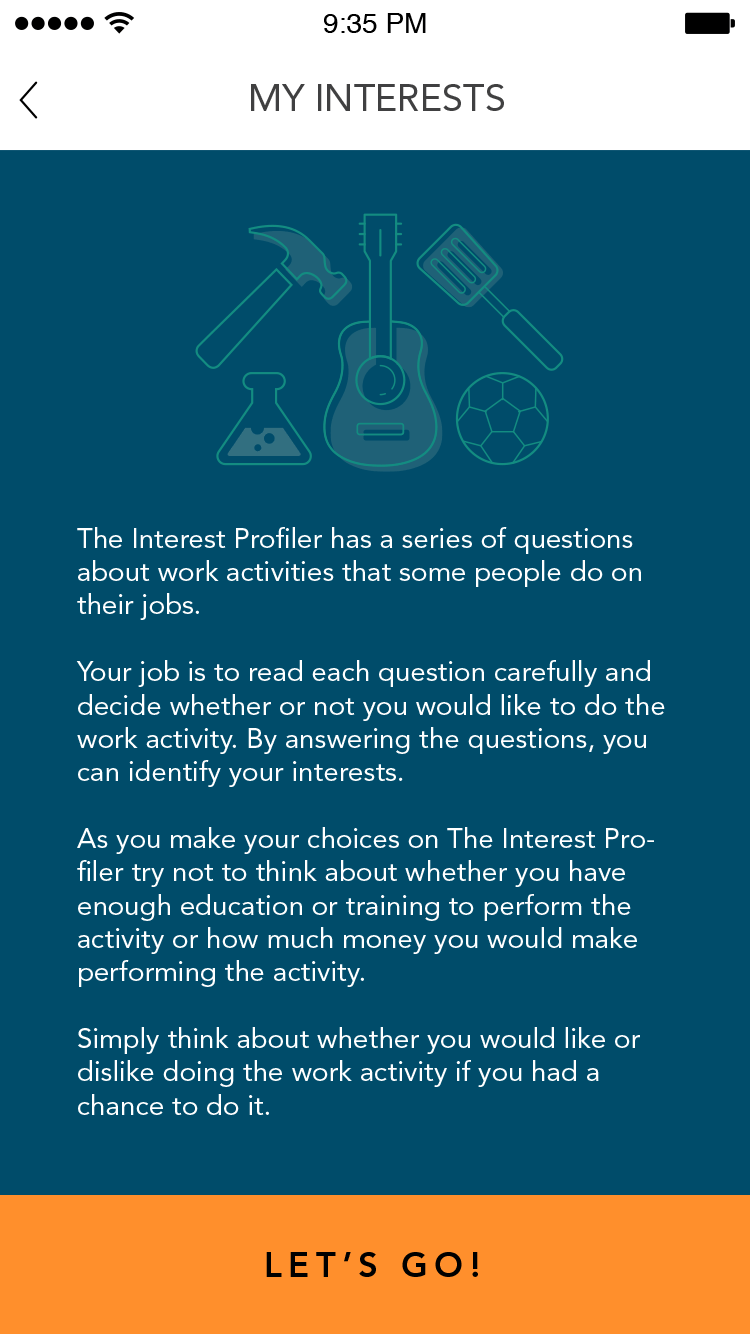 9:35 PM
MY INTERESTS
The Interest Profiler has a series of questions
about work activities that some people do on
their jobs.
Your job is to read each question carefully and
decide whether or not you would like to do the
work activity. By answering the questions, you
can identify your interests.
As you make your choices on The Interest Pro-
filer try not to think about whether you have
enough education or training to perform the
activity or how much money you would make
performing the activity.
Simply think about whether you would like or
dislike doing the work activity if you had a
chance to do it.
LET’S GO!